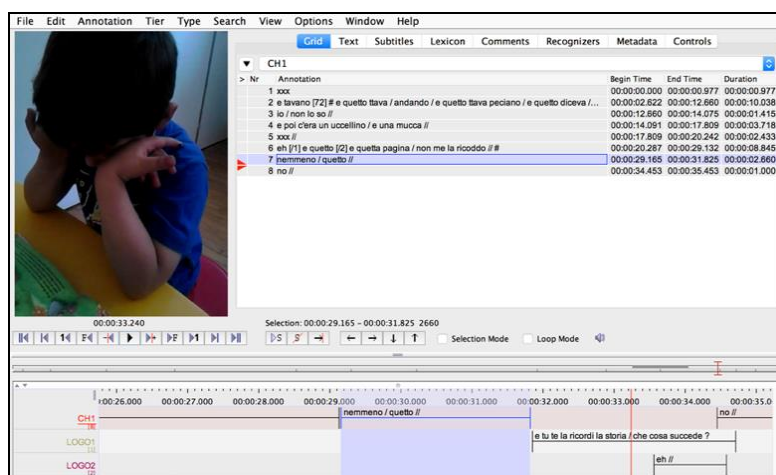 File Edit Annotation Tier Type Search View Options Window Help
Grid Text Subtitles Lexicon Comments Recognizers Metadata Controls
CH1
> Nr Annotation Begin Time End Time Duration
1 xxx 00:00:00.000 00:00:00.977 00:00:00.977
2 e tavano [72] # e quetto ttava / andando / e quetto ttava peciano / e quetto diceva /... 00:00:02.622 00:00:12.660 00:00:10.038
3 io / non lo so // 00:00:12.660 00:00:14.075 00:00:01.415
4 e poi c'era un uccellino / e una mucca // 00:00:14.091 00:00:17.809 00:00:03.718
5 xxx // 00:00:17.809 00:00:20.242 00:00:02.433
6 eh [/1] e quetto [/2] e quetta pagina / non me la ricoddo // # 00:00:20.287 00:00:29.132 00:00:08.845
7 nemmeno / quetto // 00:00:29.165 00:00:31.825 00:00:02.660
8 no // 00:00:34.453 00:00:35.453 00:00:01.000
00:00:33.240 Selection: 00:00:29.165 - 00:00:31.825 2660
Selection Mode Loop Mode
00:26.000 00:00:27.000 00:00:28.000 00:00:29.000 00:00:30.000 00:00:31.000 00:00:32.000 00:00:33.000 00:00:34.000 00:00:35.0
CH1 nemmeno / quetto // no //
LOGO1 e tu te la ricordi la storia / che cosa succede ?
LOGO2 eh //